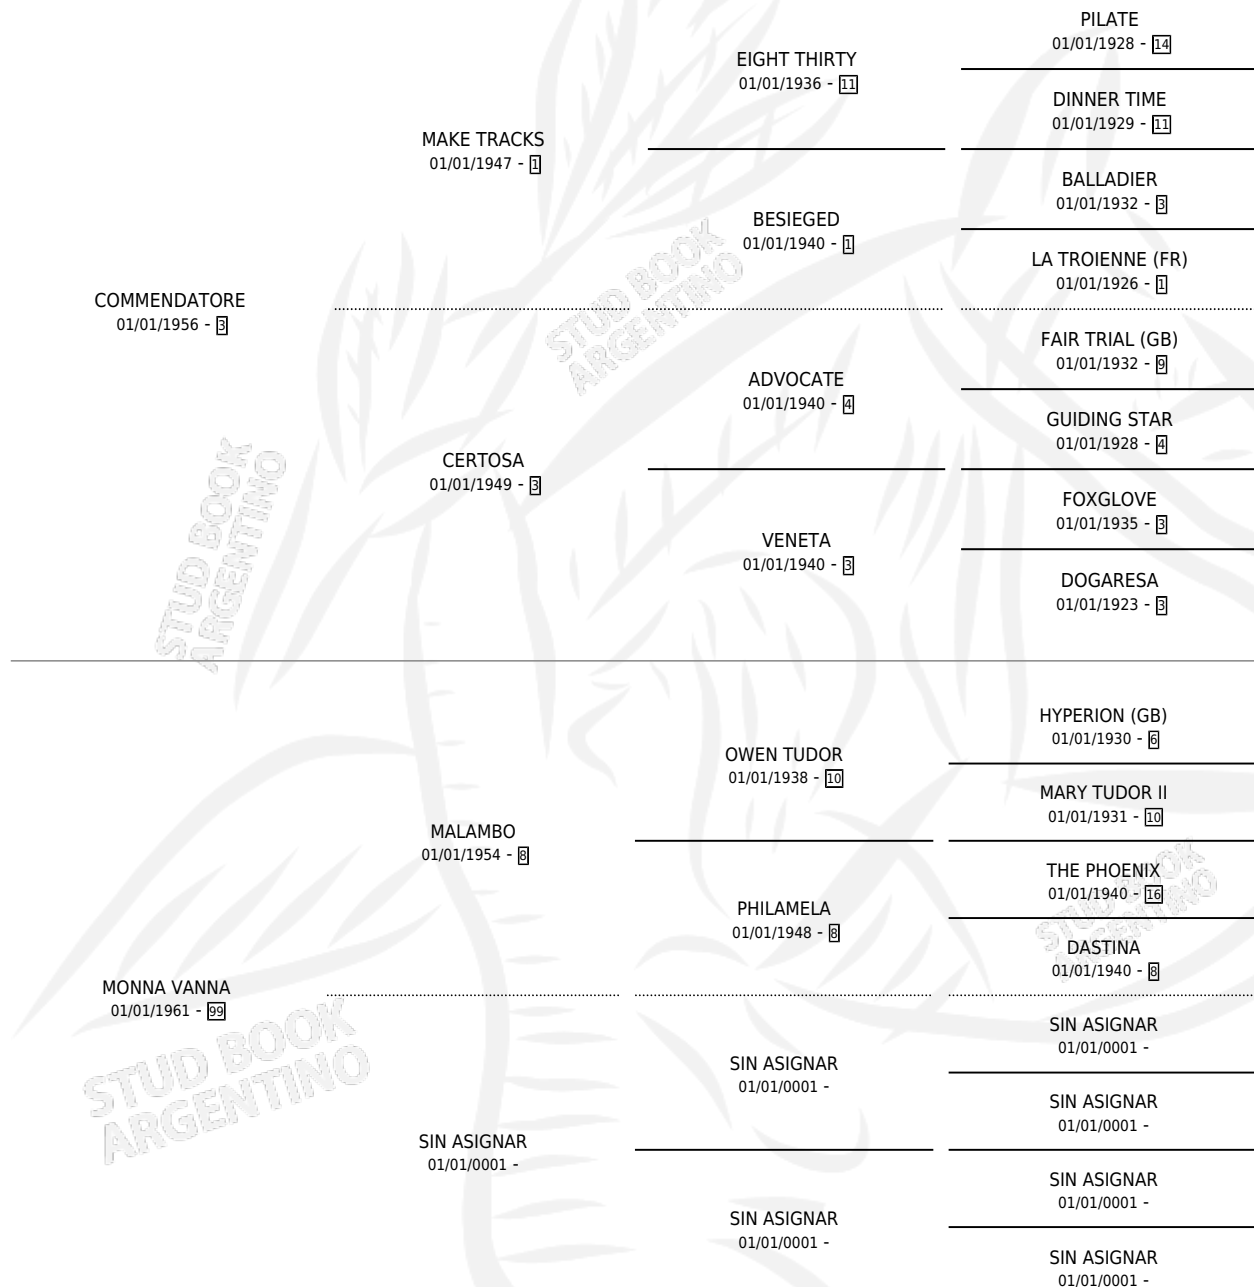 PILATE
01/01/1928 - 14
EIGHT THIRTY
01/01/1936 - 11
DINNER TIME
01/01/1929 - 11
MAKE TRACKS
01/01/1947 - 1
BALLADIER
01/01/1932 - 3
BESIEGED
01/01/1940 - 1
LA TROIENNE (FR)
01/01/1926 - 1
COMMENDATORE
01/01/1956 - 3
STUD BOOK
ARGENTINO
FAIR TRIAL (GB)
01/01/1932 - 9
ADVOCATE
01/01/1940 - 4
GUIDING STAR
01/01/1928 - 4
CERTOSA
01/01/1949 - 3
FOXGLOVE
01/01/1935 - 3
VENETA
01/01/1940 - 3
DOGARESA
01/01/1923 - 3
STUD BOOK
ARGENTINO
HYPERION (GB)
01/01/1930 - 6
OWEN TUDOR
01/01/1938 - 10
MARY TUDOR II
01/01/1931 - 10
MALAMBO
01/01/1954 - 8
THE PHOENIX
01/01/1940 - 16
PHILAMELA
01/01/1948 - 8
DASTINA
01/01/1940 - 8
STUD BOOK
ARGENTINO
MONNA VANNA
01/01/1961 - 99
STUD BOOK
ARGENTINO
SIN ASIGNAR
01/01/0001 -
SIN ASIGNAR
01/01/0001 -
SIN ASIGNAR
01/01/0001 -
SIN ASIGNAR
01/01/0001 -
SIN ASIGNAR
01/01/0001 -
SIN ASIGNAR
01/01/0001 -
SIN ASIGNAR
01/01/0001 -